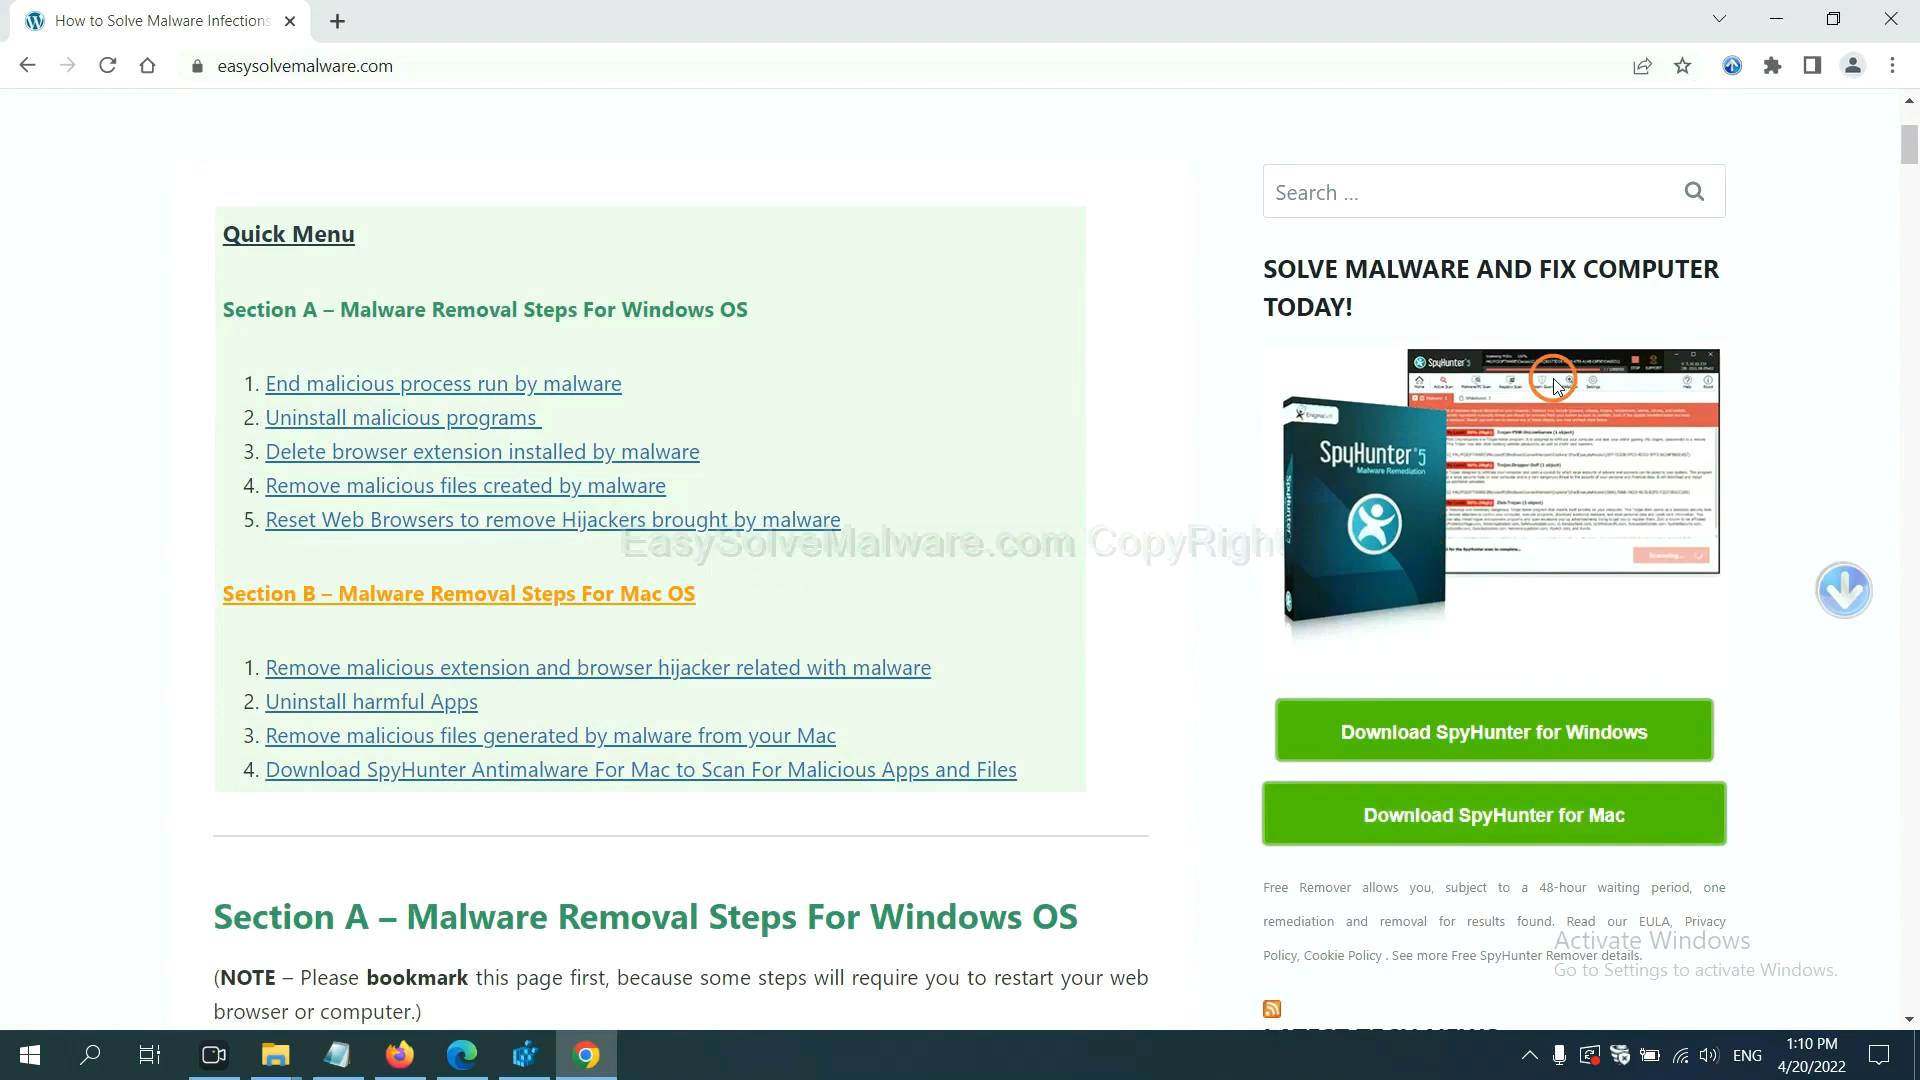 How to Solve Malware Infections
easysolvemalware.com
Search ...
Quick Menu
SOLVE MALWARE AND FIX COMPUTER
TODAY!
Section A – Malware Removal Steps For Windows OS
1. End malicious process run by malware
2. Uninstall malicious programs
3. Delete browser extension installed by malware
4. Remove malicious files created by malware
5. Reset Web Browsers to remove Hijackers brought by malware
EasySolveMalware.com CopyRigh
Section B – Malware Removal Steps For Mac OS
1. Remove malicious extension and browser hijacker related with malware
2. Uninstall harmful Apps
3. Remove malicious files generated by malware from your Mac
4. Download SpyHunter Antimalware For Mac to Scan For Malicious Apps and Files
SpyHunter 5
SpyHunter 5
Malware Remediation
Download SpyHunter for Windows
Download SpyHunter for Mac
Free Remover allows you, subject to a 48-hour waiting period, one
remediation and removal for results found. Read our EULA, Privacy
Policy, Cookie Policy . See more Free SpyHunter Remover details.
Section A – Malware Removal Steps For Windows OS
(NOTE – Please bookmark this page first, because some steps will require you to restart your web
browser or computer.)
Activate Windows
Go to Settings to activate Windows.
ENG
1:10 PM
4/20/2022